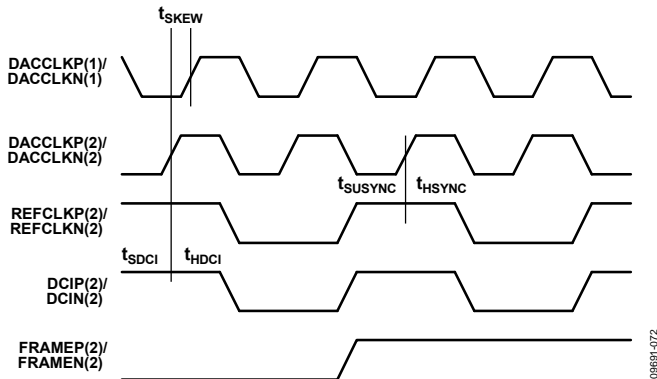 tSKEW
DACCLKP(1)/
DACCLKN(1)
DACCLKP(2)/
DACCLKN(2)
tSUSYNC
tHSYNC
REFCLKP(2)/
REFCLKN(2)
tSDCI
tHDCI
DCIP(2)/
DCIN(2)
FRAMEP(2)/
FRAMEN(2)
09691-072